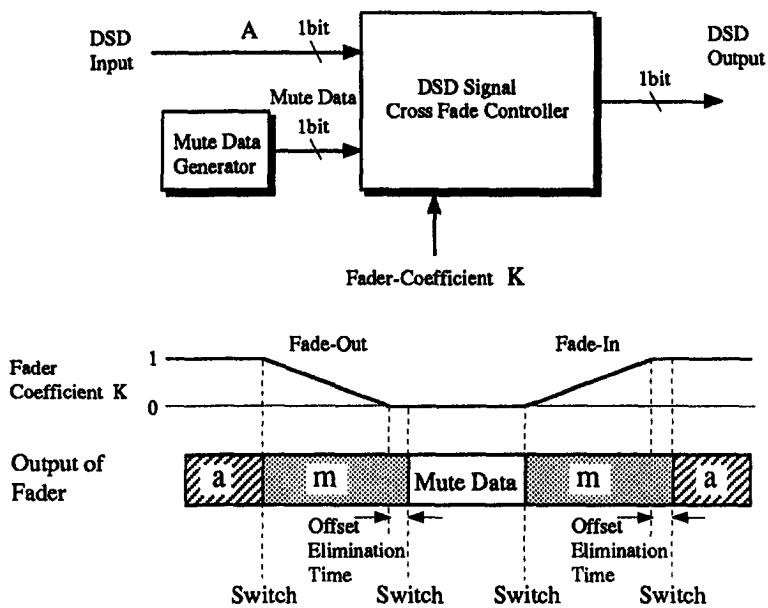 DSD
Input
A
1bit
Mute Data
1bit
Mute Data
Generator
DSD Signal
Cross Fade Controller
1bit
DSD
Output
Fader-Coefficient K
Fader
Coefficient K
1
0
Fade-Out
Fade-In
Output of
Fader
a
m
Mute Data
m
a
Offset
Elimination
Time
Offset
Elimination
Time
Switch
Switch
Switch
Switch